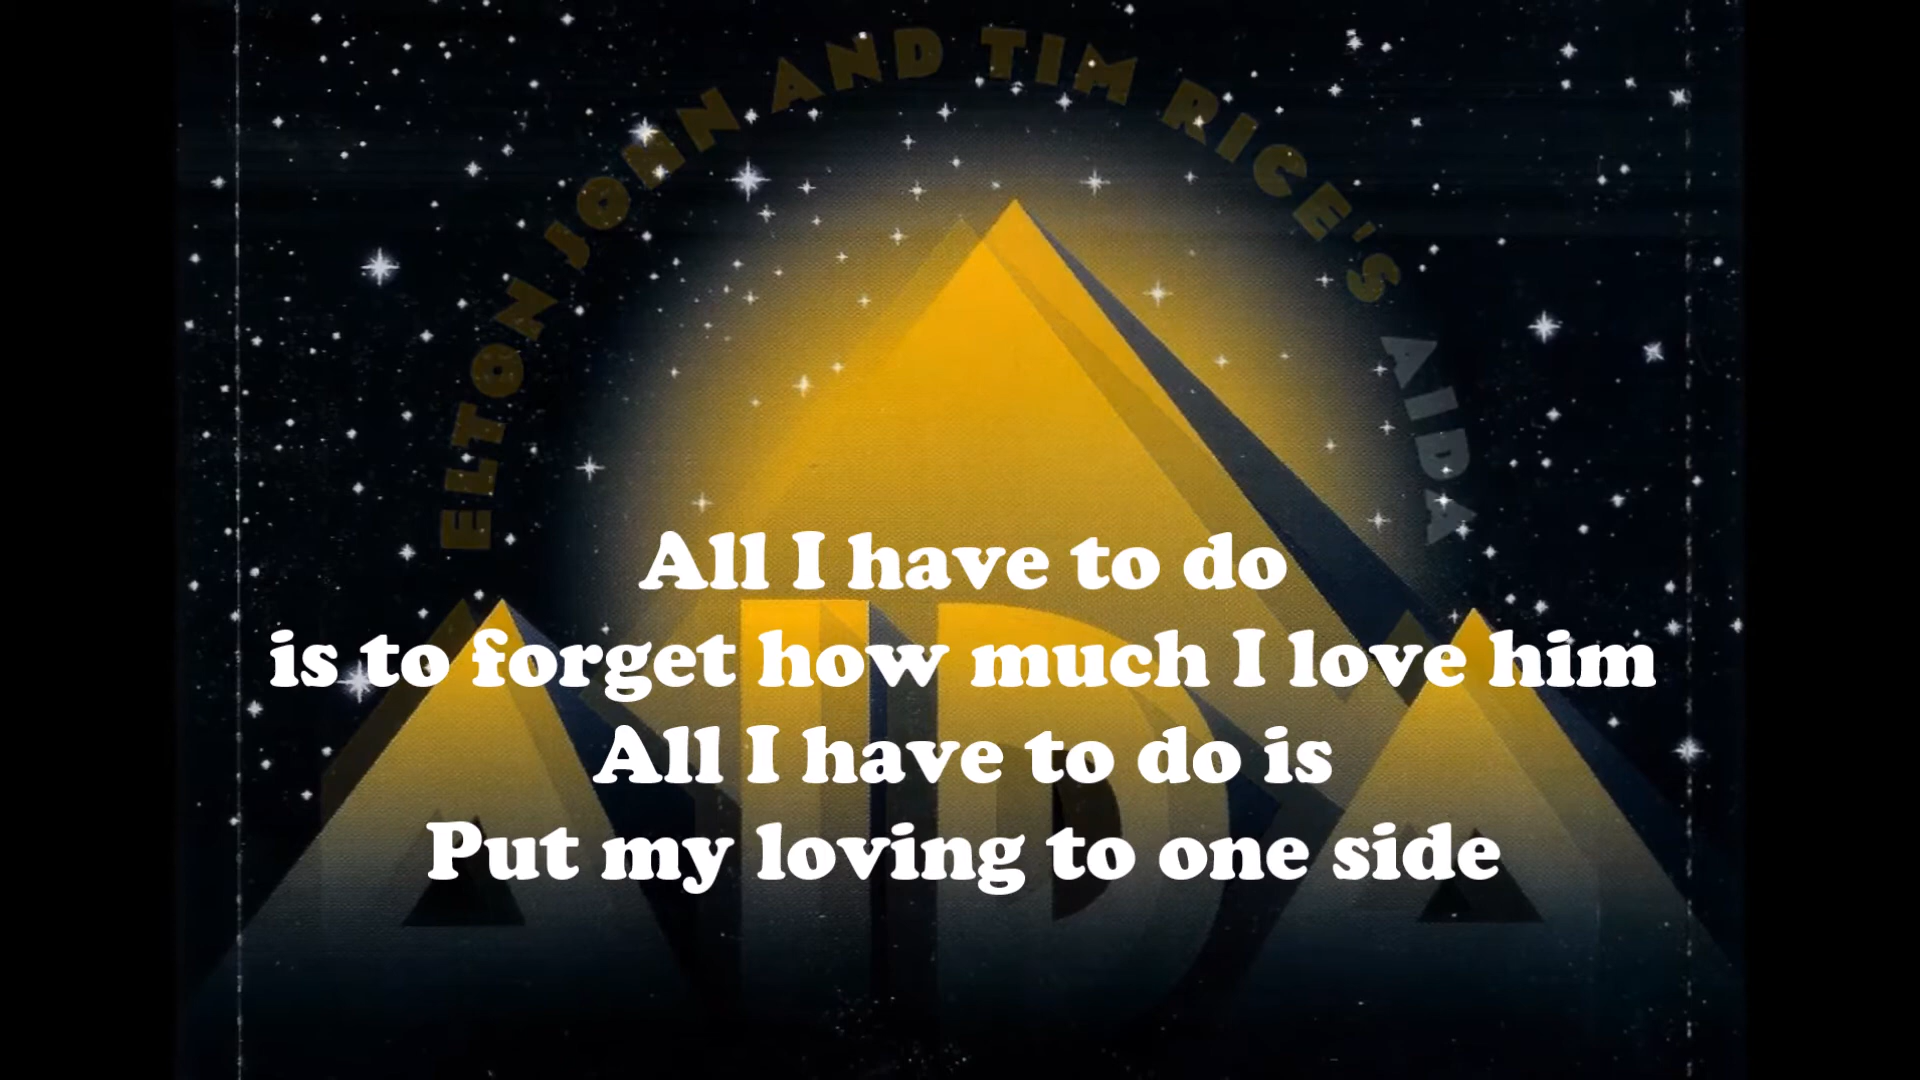 ELTON JOHN AND TIM RICE'S AIDA
All I have to do
is to forget how much I love him
All I have to do is
Put my loving to one side
AIDA